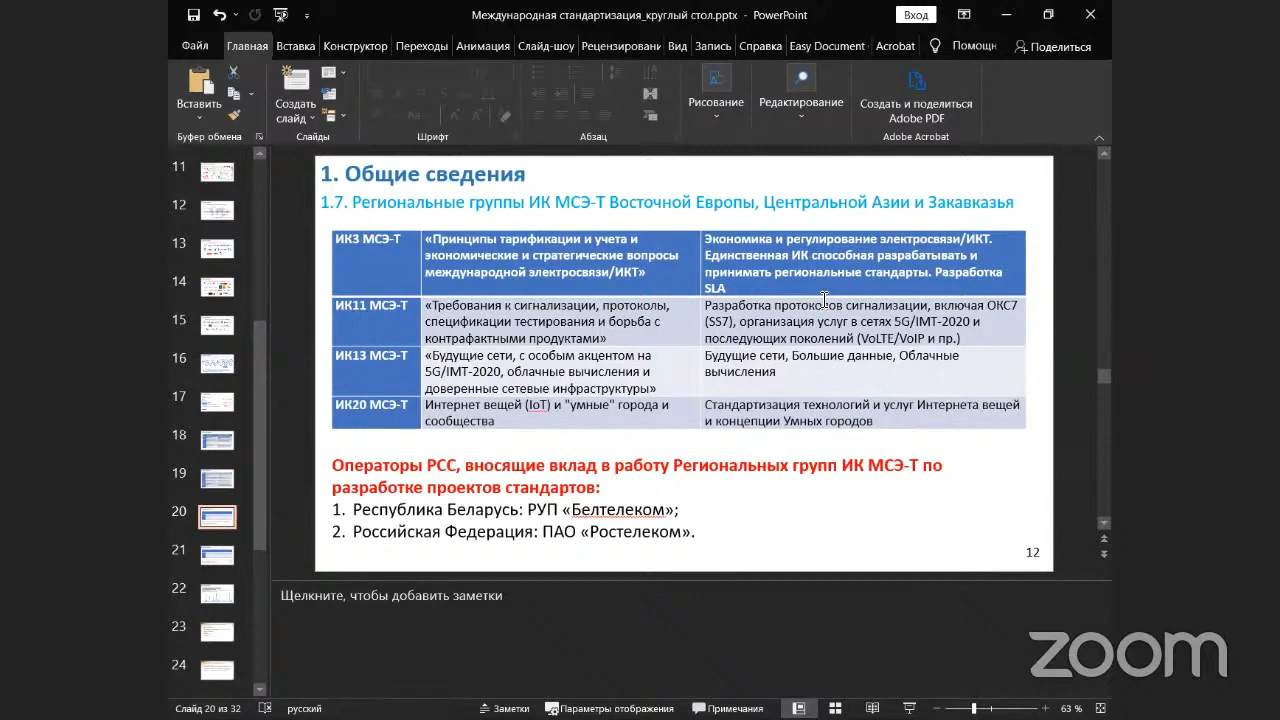 Международная стандартизация_круглый стол.pptx - PowerPoint
Вход
Файл Главная Вставка Конструктор Переходы Анимация Слайд-шоу Рецензировани Вид Запись Справка Easy Document Acrobat Помощн Поделиться
Вставить
Буфер обмена
Создать слайд
Слайды
Шрифт
Абзац
Рисование
Редактирование
Создать и поделиться Adobe PDF
Adobe Acrobat
11
12
13
14
15
16
17
18
19
20
21
22
23
24
1. Общие сведения
1.7. Региональные группы ИК МСЭ-Т Восточной Европы, Центральной Азии и Закавказья
ИК3 МСЭ-Т
«Принципы тарификации и учета и
экономические и стратегические вопросы
международной электросвязи/ИКТ»
Экономика и регулирование электросвязи/ИКТ.
Единственная ИК способная разрабатывать и
принимать региональные стандарты. Разработка
SLA
ИК11 МСЭ-Т
«Требования к сигнализации, протоколы,
спецификации тестирования и борьба с
контрафактными продуктами»
Разработка протоколов сигнализации, включая ОКС7
(SS7), организация услуг в сетях 5G/IMT-2020 и
последующих поколений (VoLTE/VoIP и пр.)
ИК13 МСЭ-Т
«Будущие сети, с особым акцентом на
5G/IMT-2020, облачные вычисления и
доверенные сетевые инфраструктуры»
Будущие сети, Большие данные, Облачные
вычисления
ИК20 МСЭ-Т
Интернет вещей (IoT) и "умные" города и
сообщества
Стандартизация технологий и услуг Интернета вещей
и концепции Умных городов
Операторы РСС, вносящие вклад в работу Региональных групп ИК МСЭ-Т по
разработке проектов стандартов:
1. Республика Беларусь: РУП «Белтелеком»;
2. Российская Федерация: ПАО «Ростелеком».
12
Щелкните, чтобы добавить заметки
zoom
Слайд 20 из 32 русский Заметки Параметры отображения Примечания 63 %